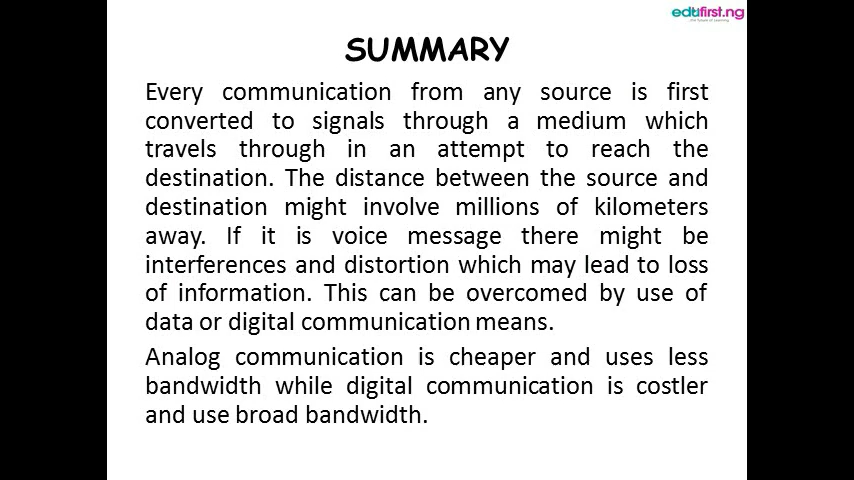 edufirst.ng
SUMMARY
Every communication from any source is first
converted to signals through a medium which
travels through in an attempt to reach the
destination. The distance between the source and
destination might involve millions of kilometers
away. If it is voice message there might be
interferences and distortion which may lead to loss
of information. This can be overcomed by use of
data or digital communication means.
Analog communication is cheaper and uses less
bandwidth while digital communication is costler
and use broad bandwidth.